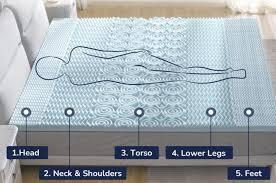 1.Head
2. Neck & Shoulders
3. Torso
4. Lower Legs
5. Feet